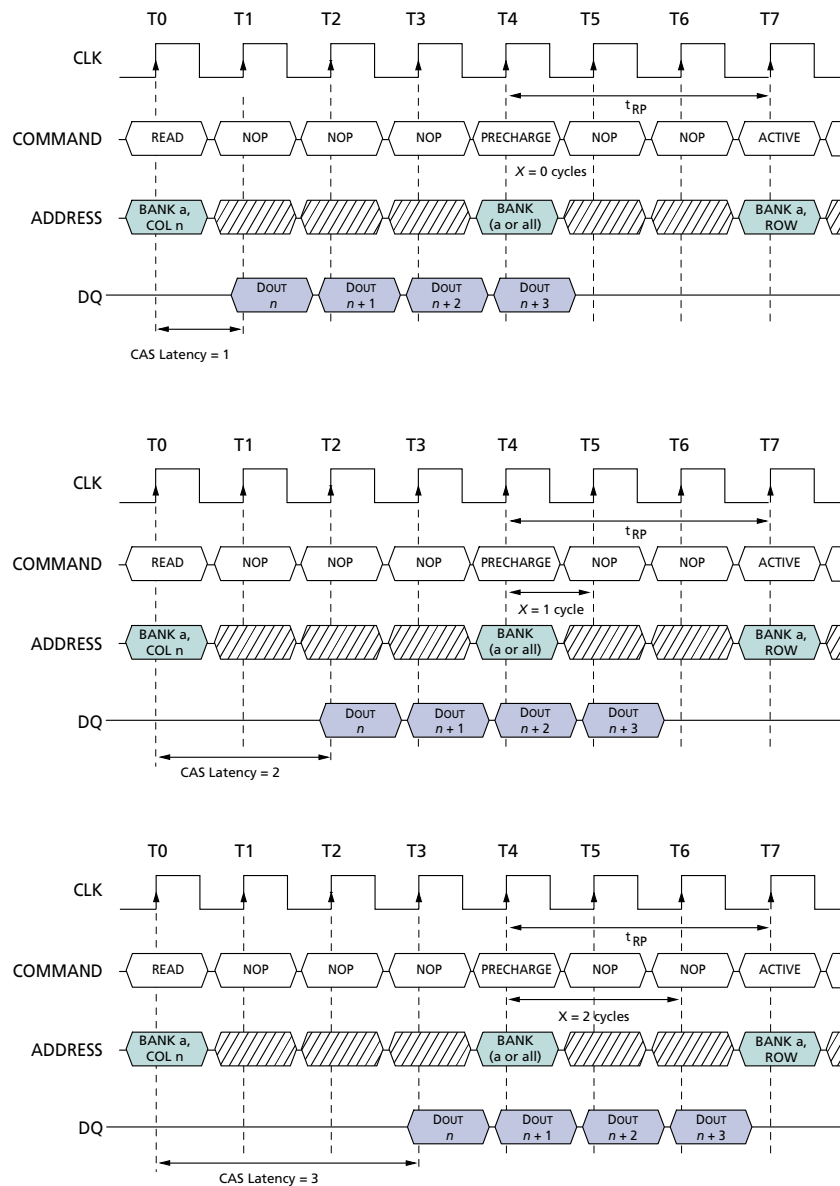 T0 T1 T2 T3 T4 T5 T6 T7
CLK
tRP
COMMAND READ NOP NOP NOP PRECHARGE NOP NOP ACTIVE
X = 0 cycles
ADDRESS BANK a, COL n BANK (a or all) BANK a, ROW
DQ DOUT n DOUT n + 1 DOUT n + 2 DOUT n + 3
CAS Latency = 1
T0 T1 T2 T3 T4 T5 T6 T7
CLK
tRP
COMMAND READ NOP NOP NOP PRECHARGE NOP NOP ACTIVE
X = 1 cycle
ADDRESS BANK a, COL n BANK (a or all) BANK a, ROW
DQ DOUT n DOUT n + 1 DOUT n + 2 DOUT n + 3
CAS Latency = 2
T0 T1 T2 T3 T4 T5 T6 T7
CLK
tRP
COMMAND READ NOP NOP NOP PRECHARGE NOP NOP ACTIVE
X = 2 cycles
ADDRESS BANK a, COL n BANK (a or all) BANK a, ROW
DQ DOUT n DOUT n + 1 DOUT n + 2 DOUT n + 3
CAS Latency = 3